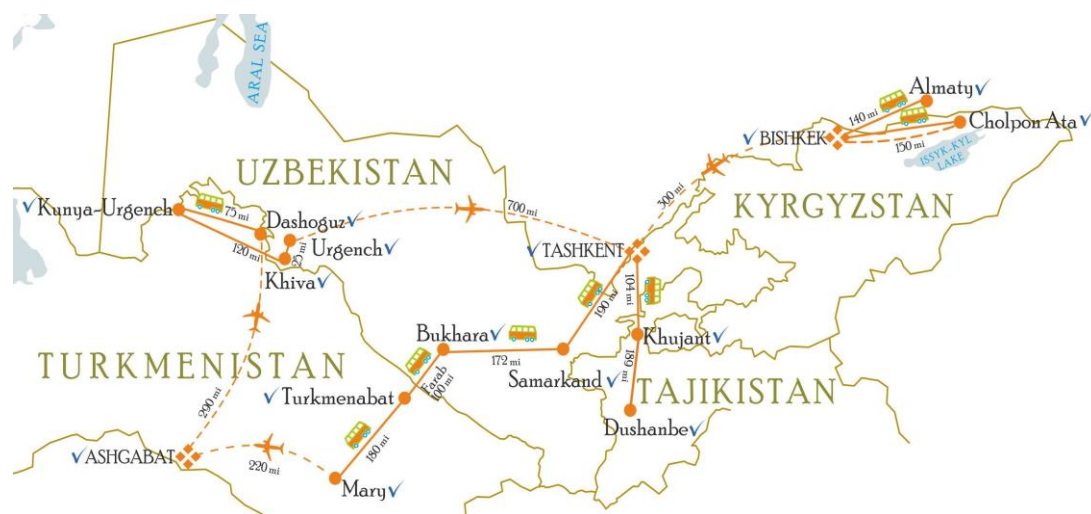 ARAL SEA
Almaty
140 mi
Cholpon Ata
BISHKEK
150 mi
ISSYK-KYL
LAKE
UZBEKISTAN
300 mi
KYRGYZSTAN
Kunya-Urgench
75 mi
Dashoguz
700 mi
Urgench
TASHKENT
120 mi
25 mi
Khiva
190 mi
104 mi
Bukhara
Khujant
TURKMENISTAN
172 mi
Samarkand
189 mi
TAJIKISTAN
Turkmenabat
Farab
100 mi
290 mi
Dushanbe
180 mi
ASHGABAT
220 mi
Mary